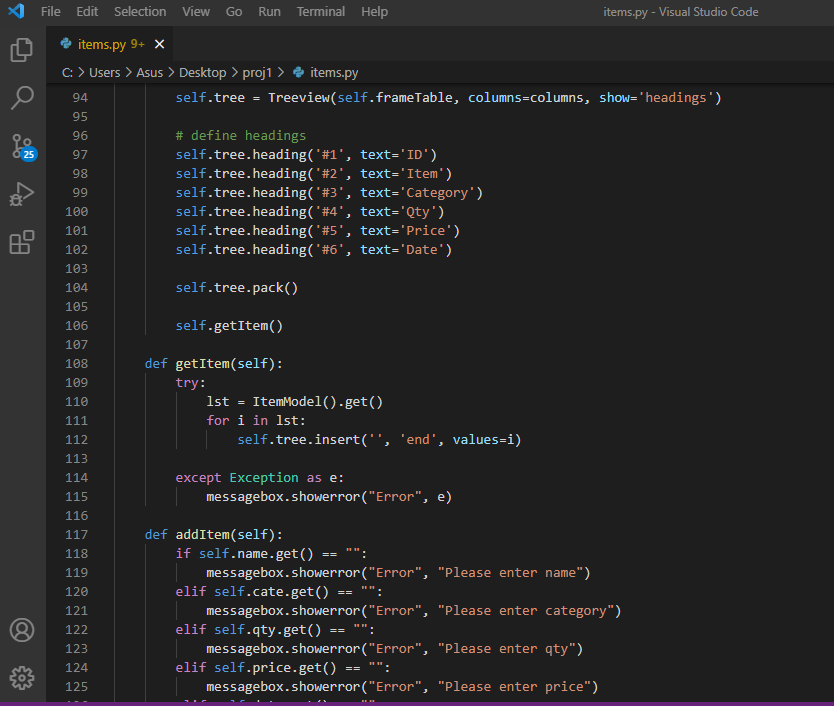 File Edit Selection View Go Run Terminal Help items.py - Visual Studio Code
items.py 9+
C: > Users > Asus > Desktop > proj1 > items.py
25
94 self.tree = Treeview(self.frameTable, columns=columns, show='headings')
95
96 # define headings
97 self.tree.heading('#1', text='ID')
98 self.tree.heading('#2', text='Item')
99 self.tree.heading('#3', text='Category')
100 self.tree.heading('#4', text='Qty')
101 self.tree.heading('#5', text='Price')
102 self.tree.heading('#6', text='Date')
103
104 self.tree.pack()
105
106 self.getItem()
107
108 def getItem(self):
109 try:
110 lst = ItemModel().get()
111 for i in lst:
112 self.tree.insert('', 'end', values=i)
113
114 except Exception as e:
115 messagebox.showerror("Error", e)
116
117 def addItem(self):
118 if self.name.get() == "":
119 messagebox.showerror("Error", "Please enter name")
120 elif self.cate.get() == "":
121 messagebox.showerror("Error", "Please enter category")
122 elif self.qty.get() == "":
123 messagebox.showerror("Error", "Please enter qty")
124 elif self.price.get() == "":
125 messagebox.showerror("Error", "Please enter price")